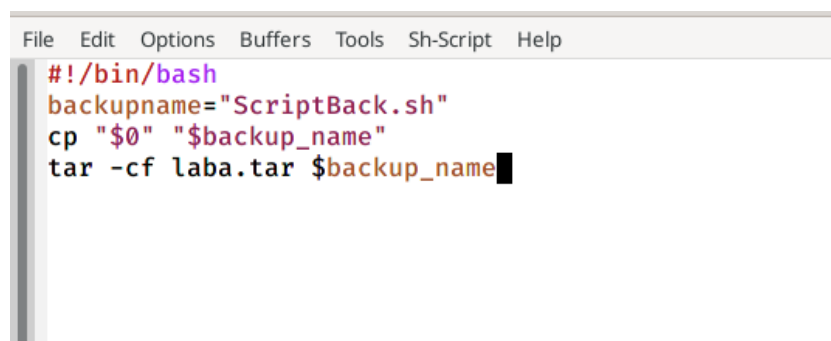 File Edit Options Buffers Tools Sh-Script Help
#!/bin/bash
backupname="ScriptBack.sh"
cp "$0" "$backup_name"
tar -cf laba.tar $backup_name